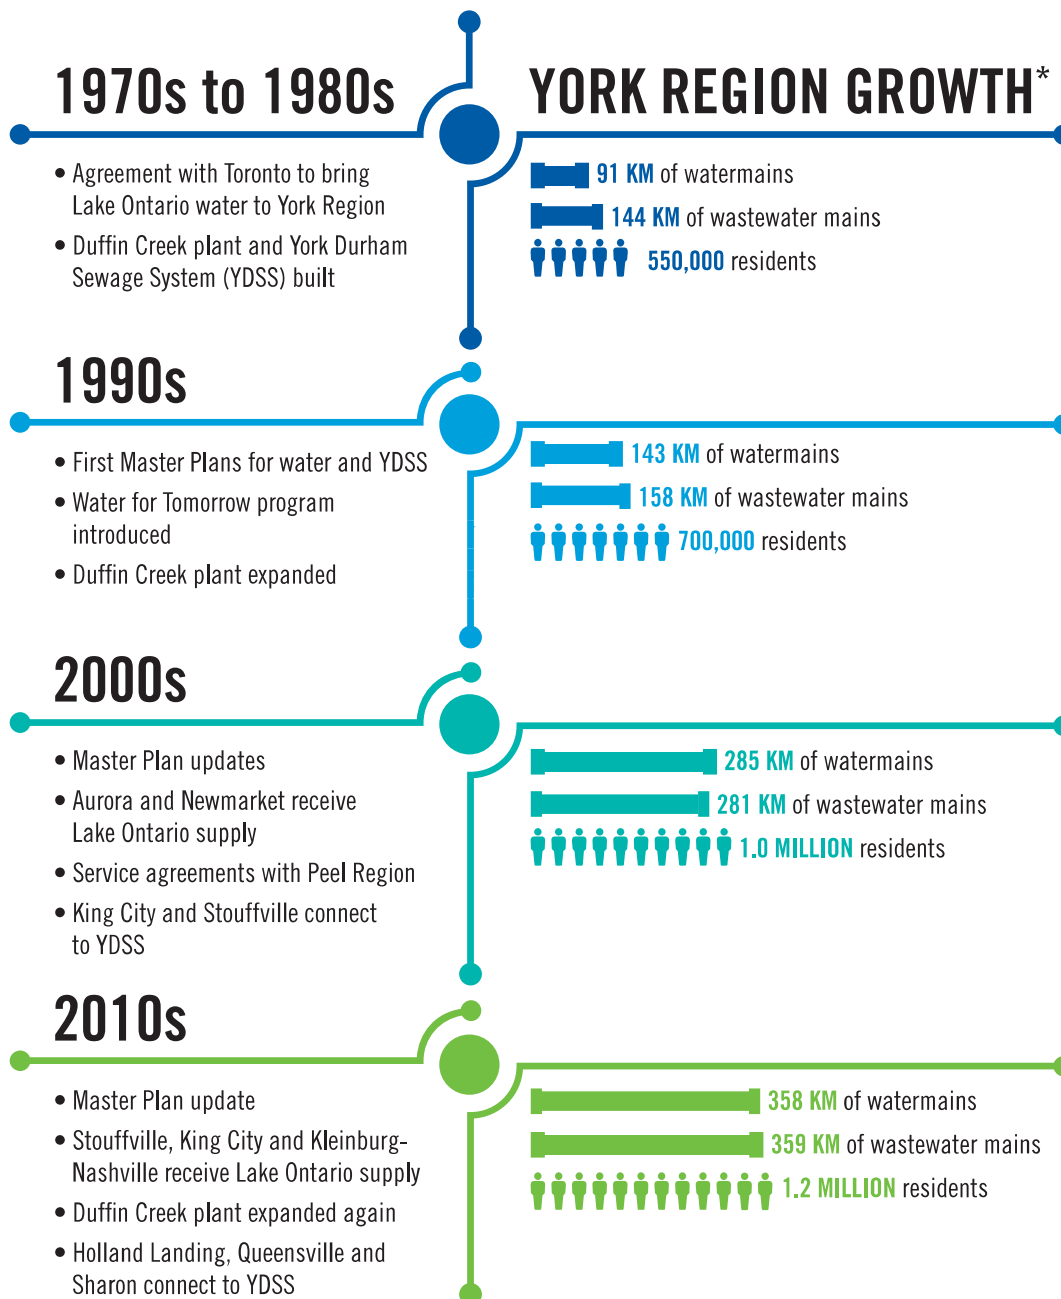 1970s to 1980s
• Agreement with Toronto to bring
Lake Ontario water to York Region
• Duffin Creek plant and York Durham
Sewage System (YDSS) built
YORK REGION GROWTH*
91 KM of watermains
144 KM of wastewater mains
550,000 residents
1990s
• First Master Plans for water and YDSS
• Water for Tomorrow program
introduced
• Duffin Creek plant expanded
143 KM of watermains
158 KM of wastewater mains
700,000 residents
2000s
• Master Plan updates
• Aurora and Newmarket receive
Lake Ontario supply
• Service agreements with Peel Region
• King City and Stouffville connect
to YDSS
285 KM of watermains
281 KM of wastewater mains
1.0 MILLION residents
2010s
• Master Plan update
• Stouffville, King City and Kleinburg-
Nashville receive Lake Ontario supply
• Duffin Creek plant expanded again
• Holland Landing, Queensville and
Sharon connect to YDSS
358 KM of watermains
359 KM of wastewater mains
1.2 MILLION residents